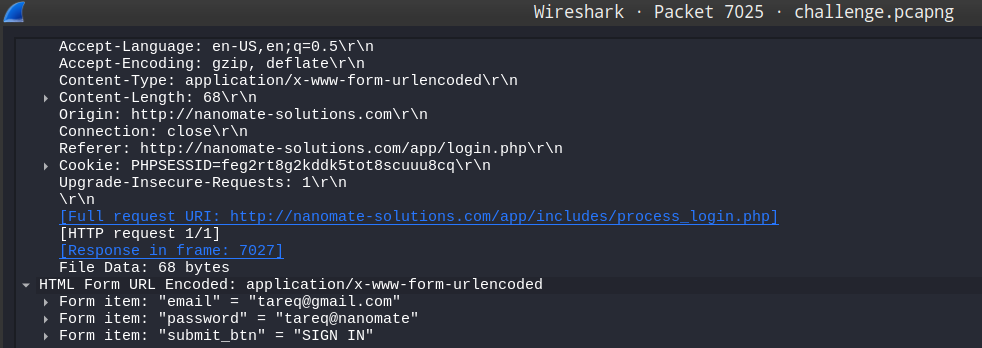 Wireshark · Packet 7025 · challenge.pcapng
Accept-Language: en-US,en;q=0.5\r\n
Accept-Encoding: gzip, deflate\r\n
Content-Type: application/x-www-form-urlencoded\r\n
Content-Length: 68\r\n
Origin: http://nanomate-solutions.com\r\n
Connection: close\r\n
Referer: http://nanomate-solutions.com/app/login.php\r\n
Cookie: PHPSESSID=feg2rt8g2kddk5tot8scuuu8cq\r\n
Upgrade-Insecure-Requests: 1\r\n
\r\n
[Full request URI: http://nanomate-solutions.com/app/includes/process_login.php]
[HTTP request 1/1]
[Response in frame: 7027]
File Data: 68 bytes
HTML Form URL Encoded: application/x-www-form-urlencoded
Form item: "email" = "tareq@gmail.com"
Form item: "password" = "tareq@nanomate"
Form item: "submit_btn" = "SIGN IN"